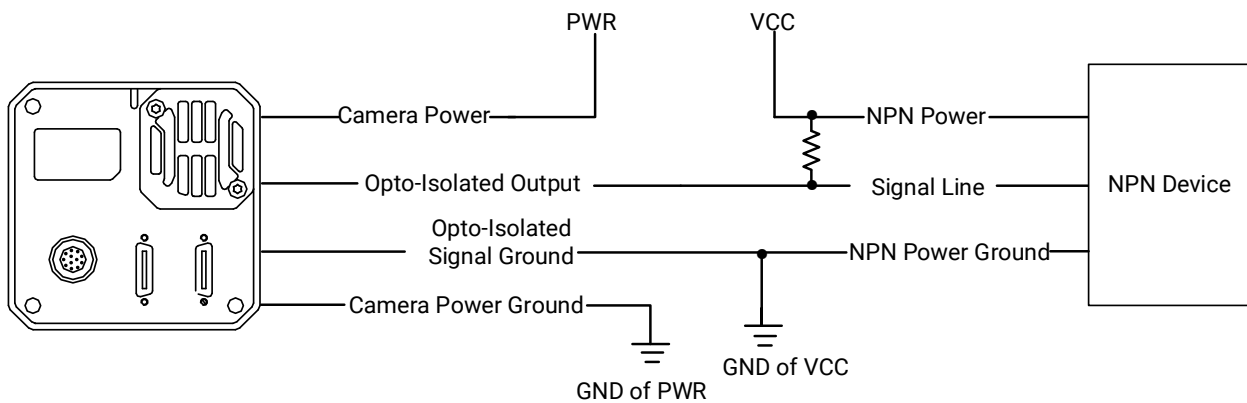 PWR
VCC
Camera Power
NPN Power
Opto-Isolated Output
Signal Line
NPN Device
Opto-Isolated
Signal Ground
NPN Power Ground
Camera Power Ground
GND of VCC
GND of PWR